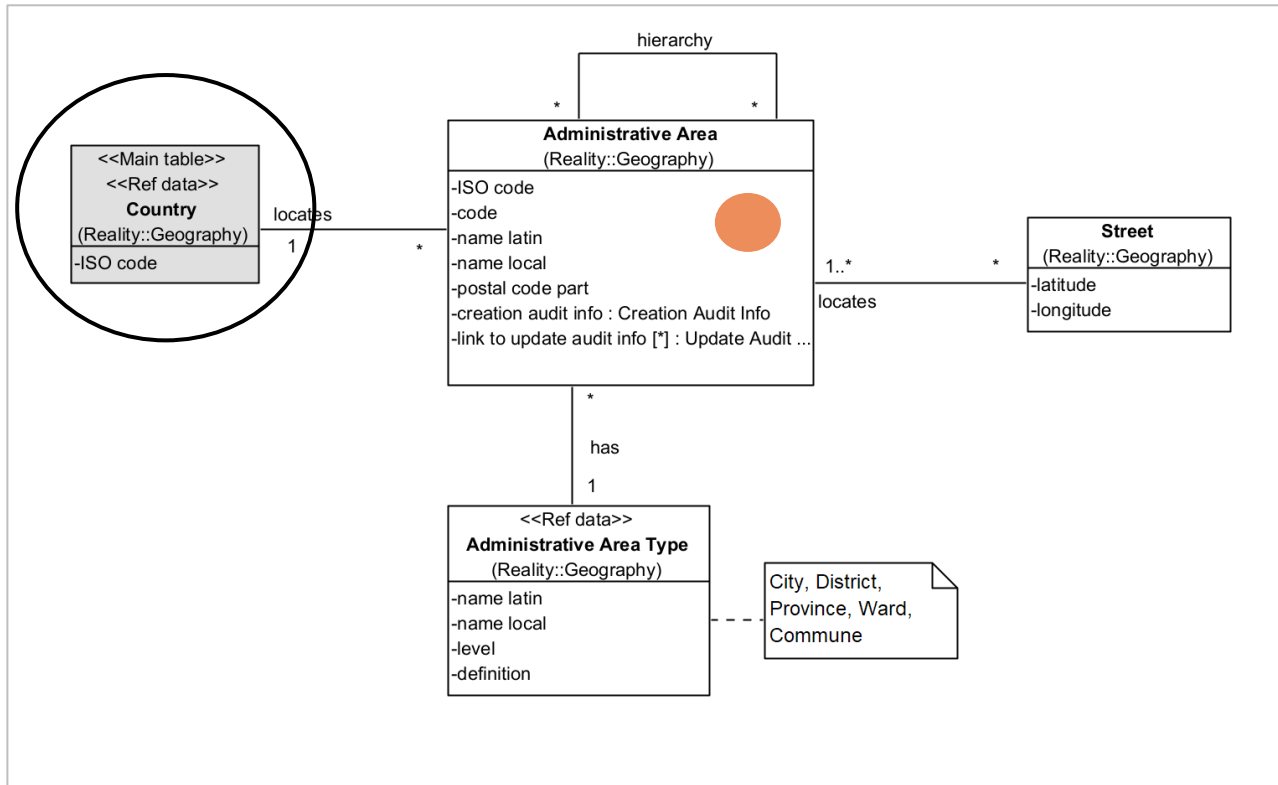 hierarchy
* *
Administrative Area
(Reality::Geography)
-ISO code
-code
-name latin
-name local
-postal code part
-creation audit info : Creation Audit Info
-link to update audit info [*] : Update Audit ...
<<Main table>>
<<Ref data>>
Country
(Reality::Geography)
-ISO code
locates
1 *
Street
(Reality::Geography)
-latitude
-longitude
1..* *
locates
*
has
1
<<Ref data>>
Administrative Area Type
(Reality::Geography)
-name latin
-name local
-level
-definition
City, District,
Province, Ward,
Commune